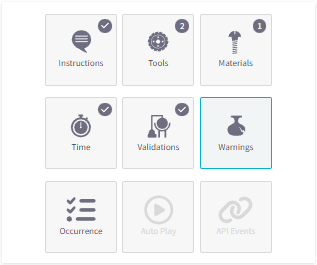 Instructions
2
Tools
1
Materials
Time
Validations
Warnings
Occurrence
Auto Play
API Events